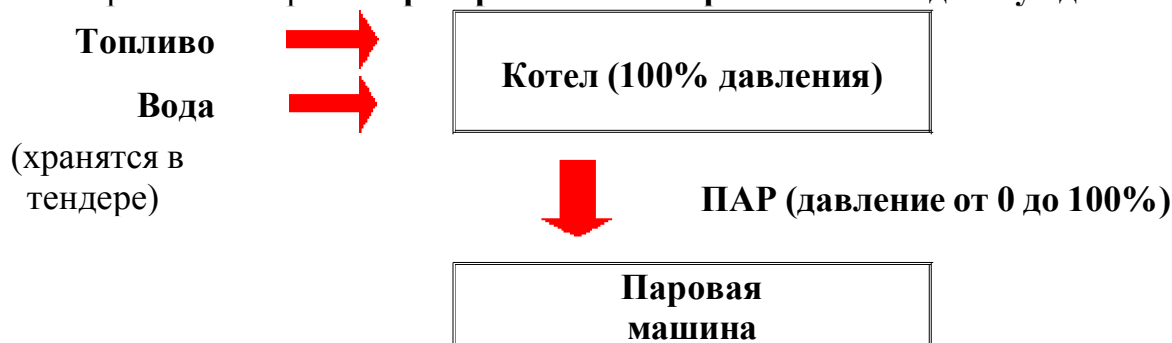 Топливо
Котел (100% давления)
Вода
(хранятся в
тендере)
ПАР (давление от 0 до 100%)
Паровая
машина